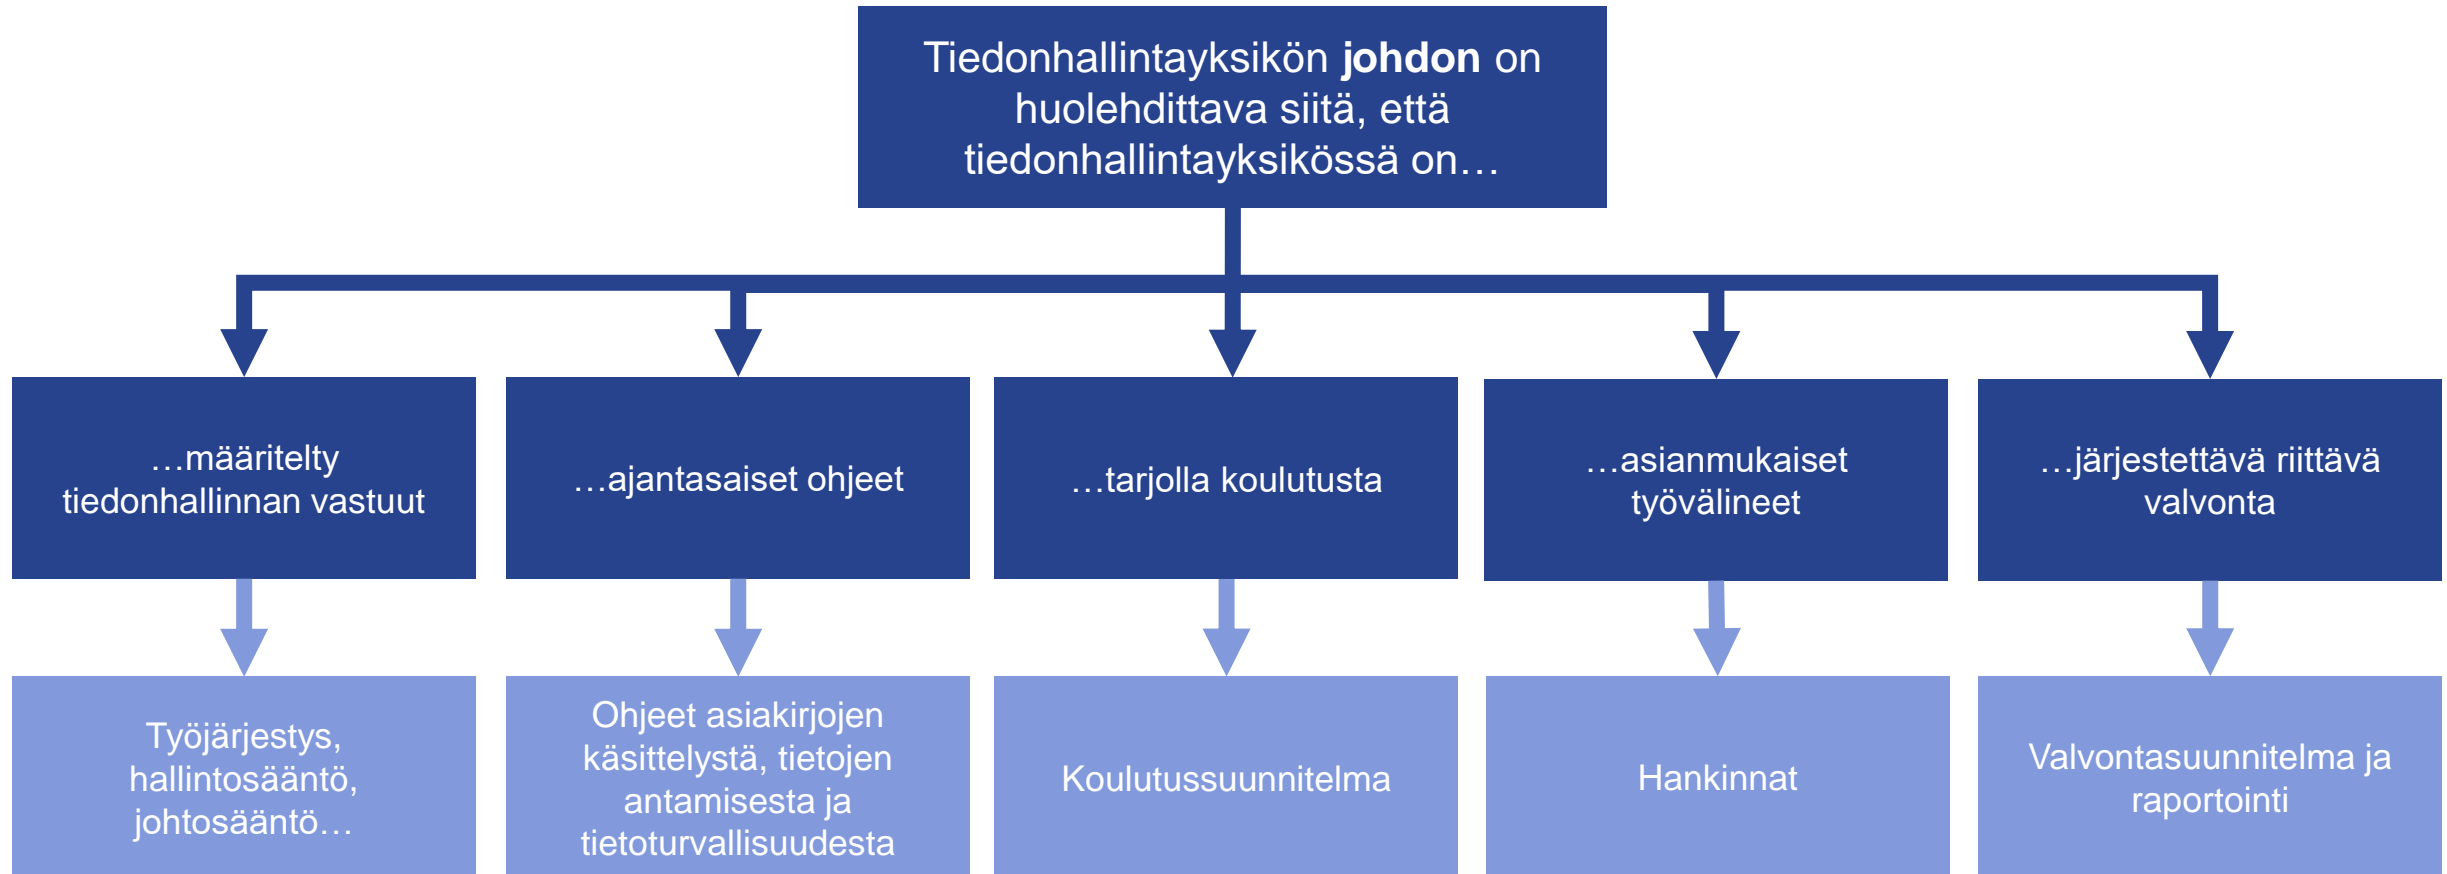 Tiedonhallintayksikön johdon on
huolehdittava siitä, että
tiedonhallintayksikössä on…
…määritelty
tiedonhallinnan vastuut
…ajantasaiset ohjeet
…tarjolla koulutusta
…asianmukaiset
työvälineet
…järjestettävä riittävä
valvonta
Työjärjestys,
hallintosääntö,
johtosääntö…
Ohjeet asiakirjojen
käsittelystä, tietojen
antamisesta ja
tietoturvallisuudesta
Koulutussuunnitelma
Hankinnat
Valvontasuunnitelma ja
raportointi